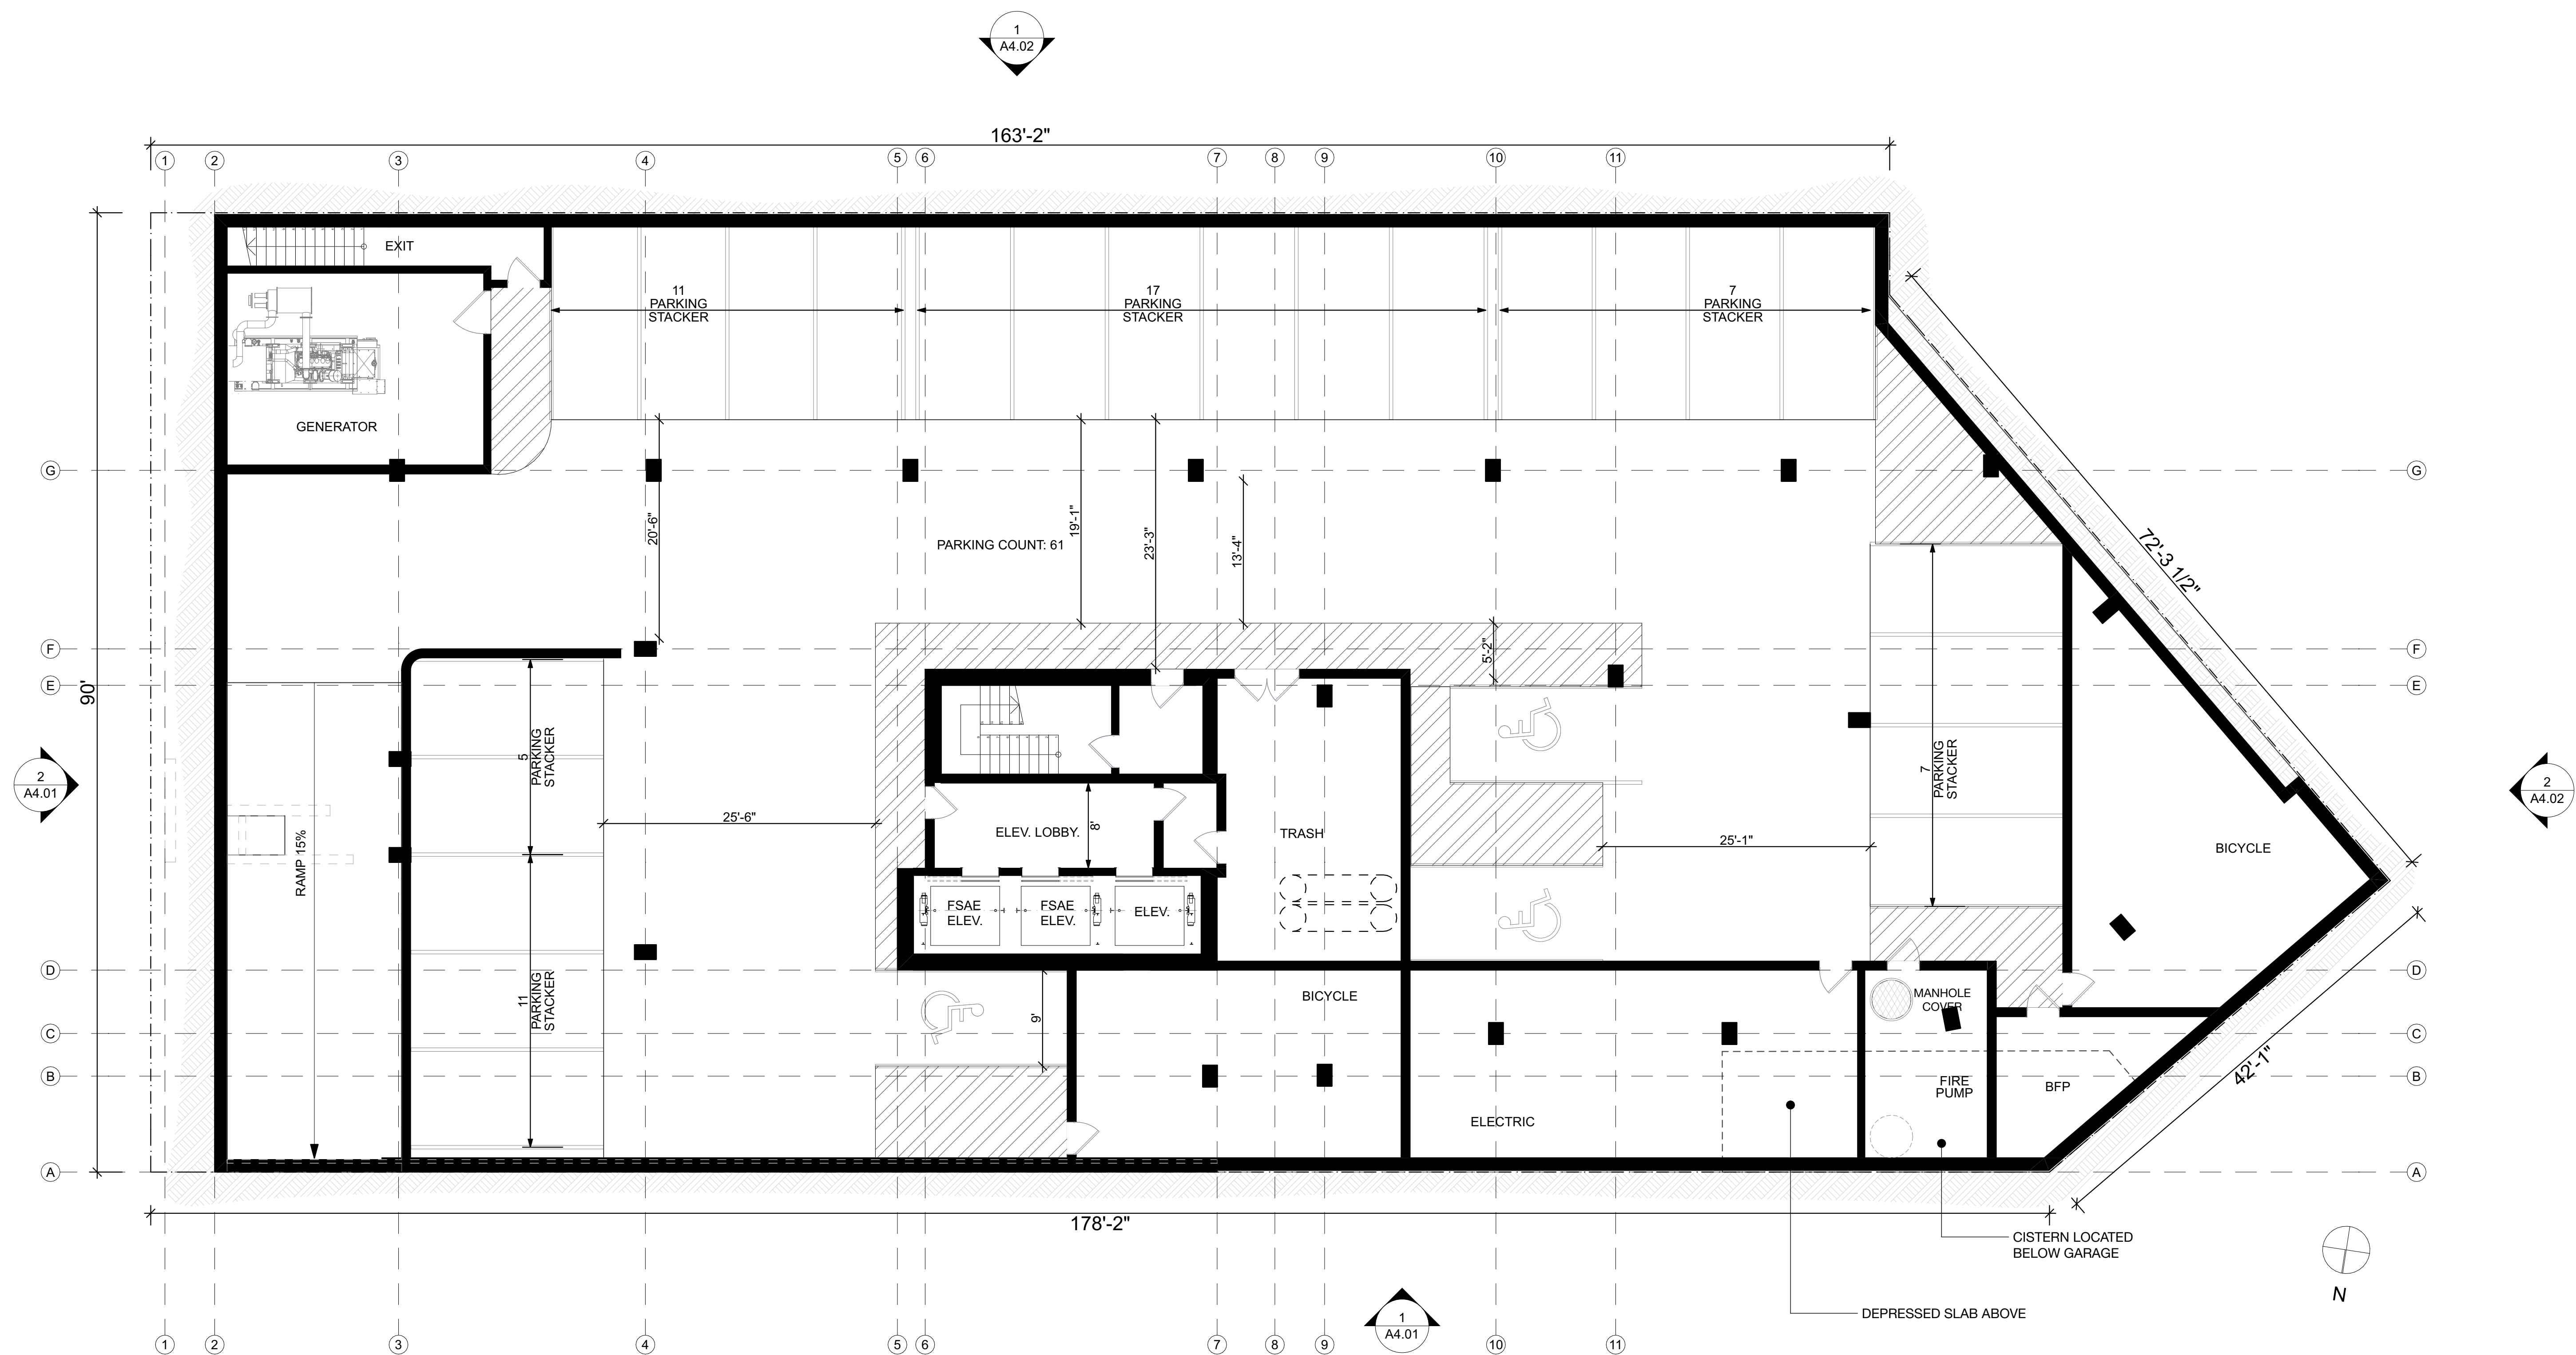 1
A4.02
163'-2"
1 2 3 4 5 6 7 8 9 10 11
EXIT
11
PARKING
STACKER
17
PARKING
STACKER
7
PARKING
STACKER
GENERATOR
G G
20'-6"
PARKING COUNT: 61
19'-1"
23'-3"
13'-4"
72'-3 1/2"
F F
5'-2"
E E
90'
5
PARKING
STACKER
7
PARKING
STACKER
2
A4.01
2
A4.02
RAMP 15%
25'-6"
ELEV. LOBBY.
8'
TRASH
25'-1"
BICYCLE
FSAE
ELEV.
FSAE
ELEV.
ELEV.
D D
11
PARKING
STACKER
9'
BICYCLE
MANHOLE
COVER
C C
B B
42'-1"
FIRE
PUMP
BFP
ELECTRIC
A A
178'-2"
CISTERN LOCATED
BELOW GARAGE
N
DEPRESSED SLAB ABOVE
1
A4.01
1 2 3 4 5 6 7 8 9 10 11